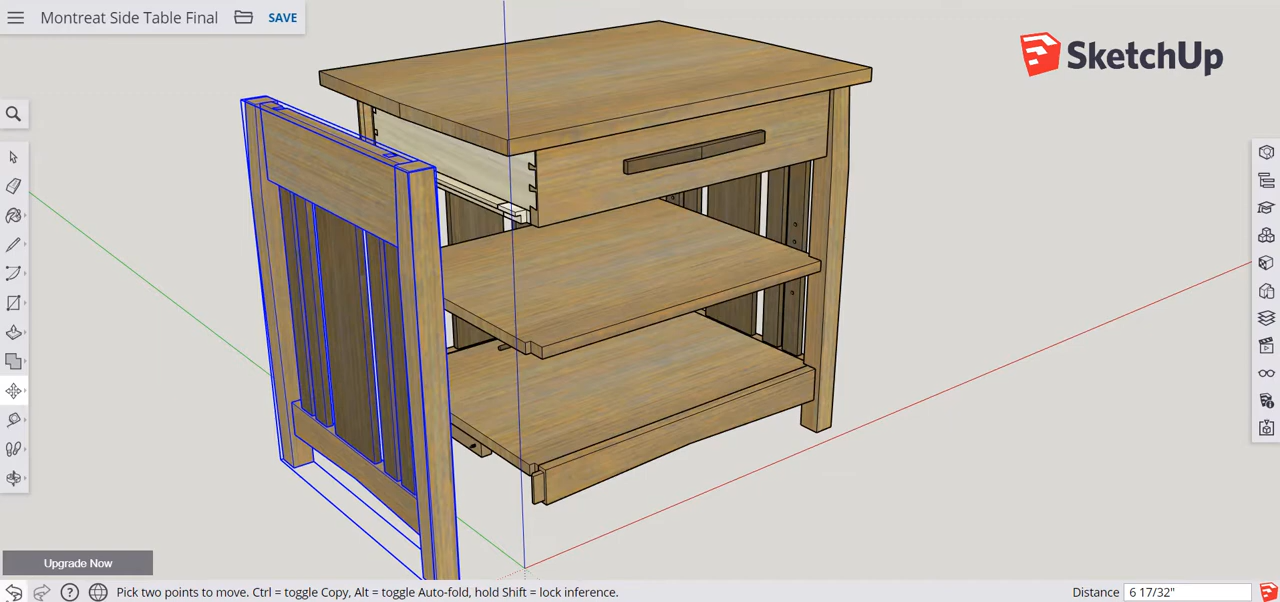 Montreat Side Table Final
SAVE
SketchUp
Upgrade Now
Pick two points to move. Ctrl = toggle Copy, Alt = toggle Auto-fold, hold Shift = lock inference.
Distance
6 17/32"